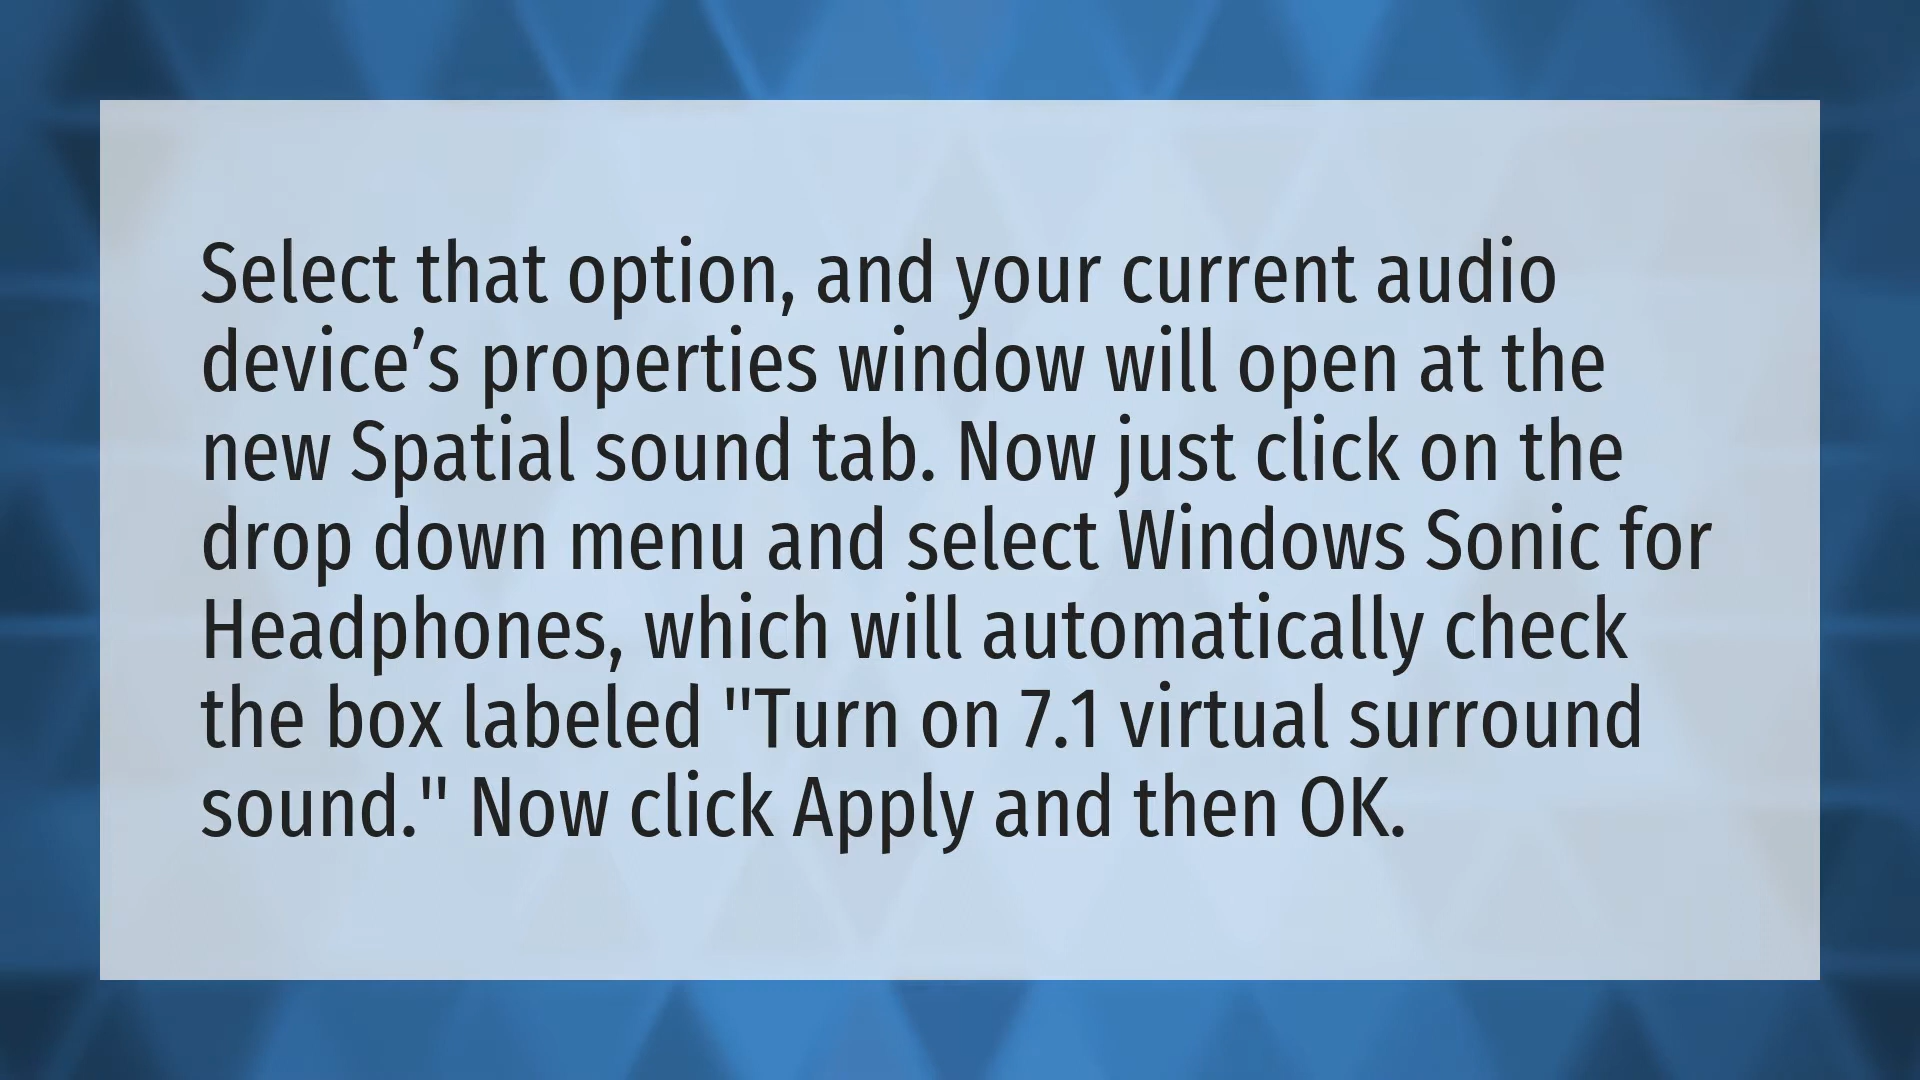 Select that option, and your current audio
device’s properties window will open at the
new Spatial sound tab. Now just click on the
drop down menu and select Windows Sonic for
Headphones, which will automatically check
the box labeled "Turn on 7.1 virtual surround
sound." Now click Apply and then OK.